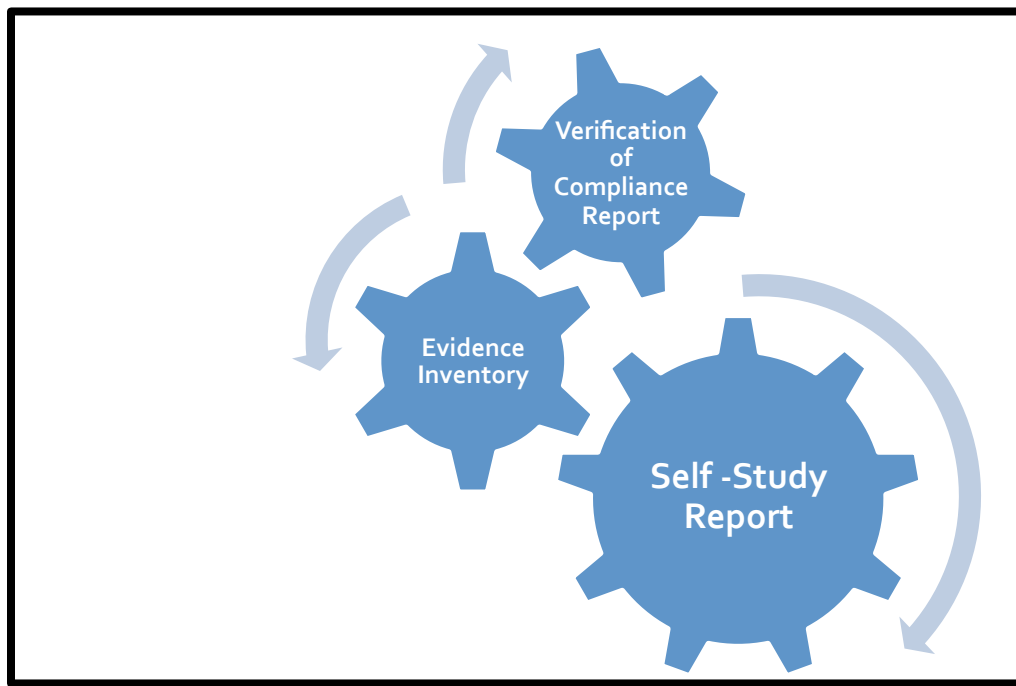 Verification
of
Compliance
Report
Evidence
Inventory
Self -Study
Report